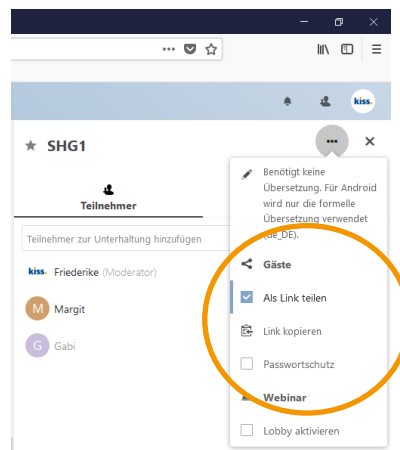 kiss.
SHG1
Teilnehmer
Teilnehmer zur Unterhaltung hinzufügen
kiss. Friederike (Moderator)
M Margit
G Gabi
Benötigt keine
Übersetzung. Für Android
wird nur die formelle
Übersetzung verwendet
(de_DE).
Gäste
Als Link teilen
Link kopieren
Passwortschutz
Webinar
Lobby aktivieren